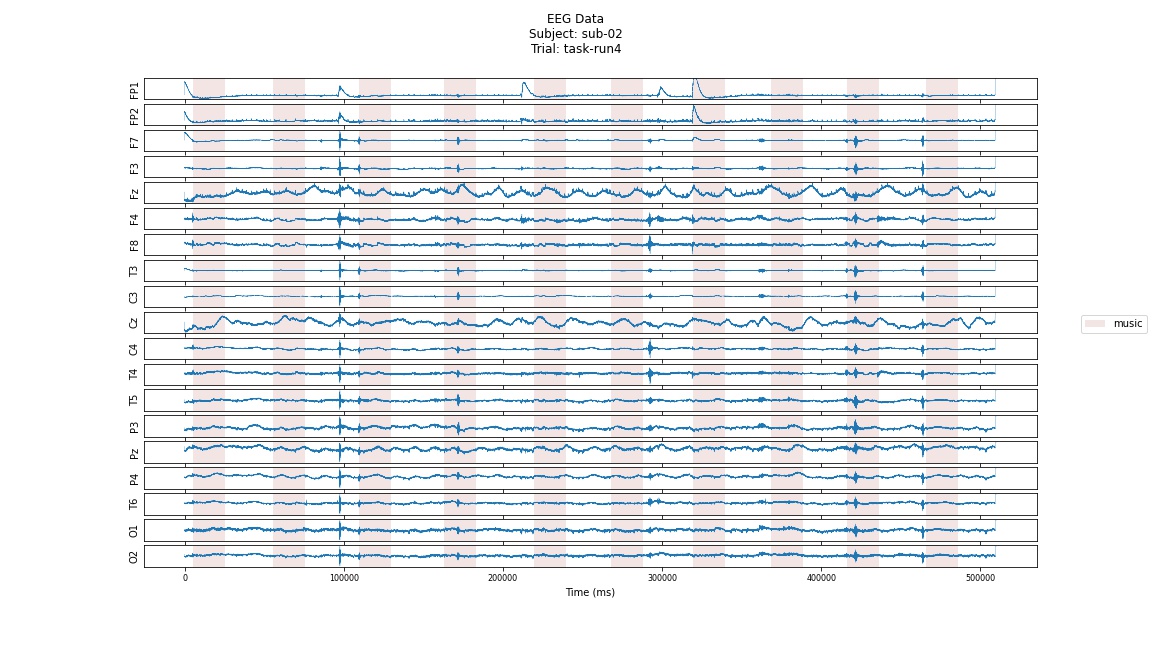 EEG Data
Subject: sub-02
Trial: task-run4
FP1
FP2
F7
F3
Fz
F4
F8
T3
C3
Cz
C4
T4
T5
P3
Pz
P4
T6
O1
O2
music
0 1000000 200000 300000 400000 500000
Time (ms)